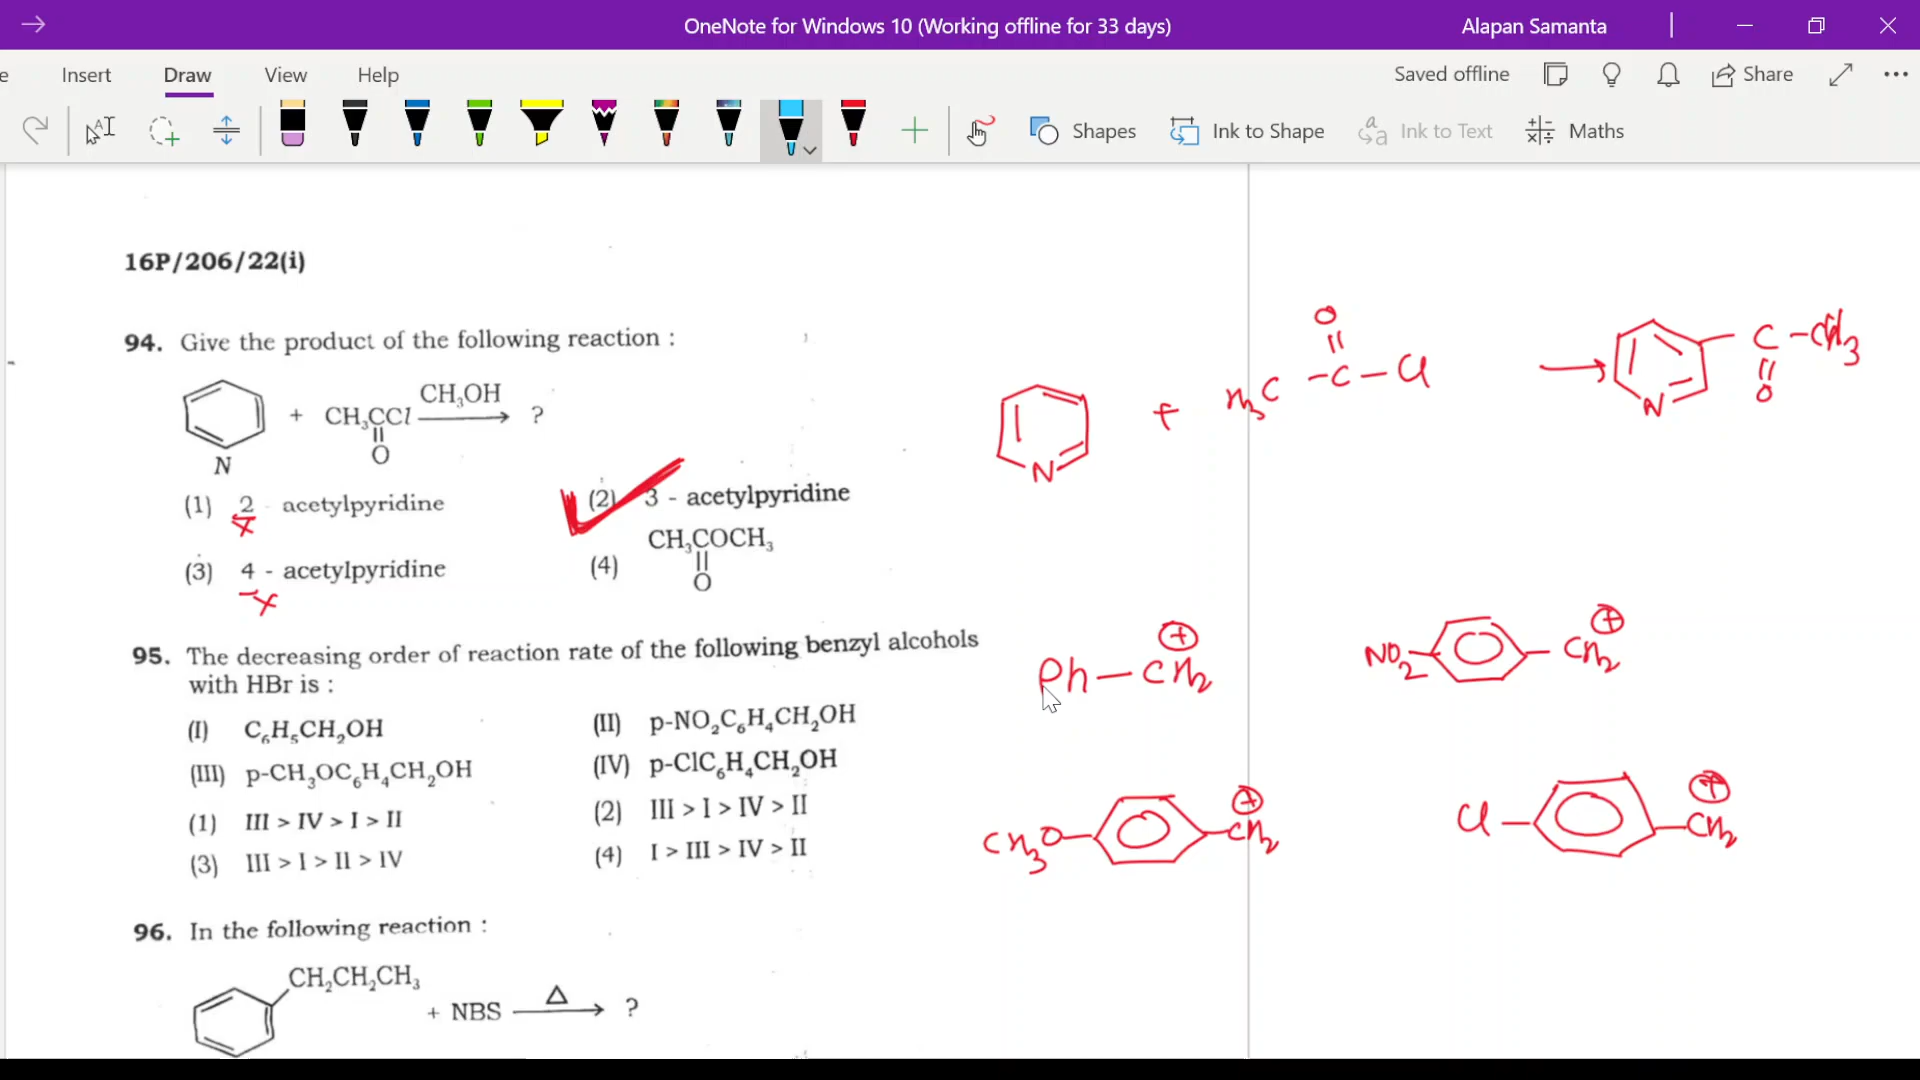 OneNote for Windows 10 (Working offline for 33 days)
Alapan Samanta
e Insert Draw View Help
Saved offline Share
Shapes Ink to Shape Ink to Text Maths
16P/206/22(i)
94. Give the product of the following reaction :
CH₃OH
+ CH₃CCl ⟶ ?
O
N
(1) 2 - acetylpyridine (2) 3 - acetylpyridine
(3) 4 - acetylpyridine (4) CH₃COCH₃
O
95. The decreasing order of reaction rate of the following benzyl alcohols
with HBr is :
(I) C₆H₅CH₂OH (II) p-NO₂C₆H₄CH₂OH
(III) p-CH₃OC₆H₄CH₂OH (IV) p-ClC₆H₄CH₂OH
(1) III > IV > I > II (2) III > I > IV > II
(3) III > I > II > IV (4) I > III > IV > II
96. In the following reaction :
CH₂CH₂CH₃
+ NBS ⟶ ?
Δ
O
N + H₃C – C – Cl → N C – CH₃
O
Ph – CH₂ ⊕
NO₂ CH₂ ⊕
CH₃O CH₂ ⊕
Cl – CH₂ ⊕